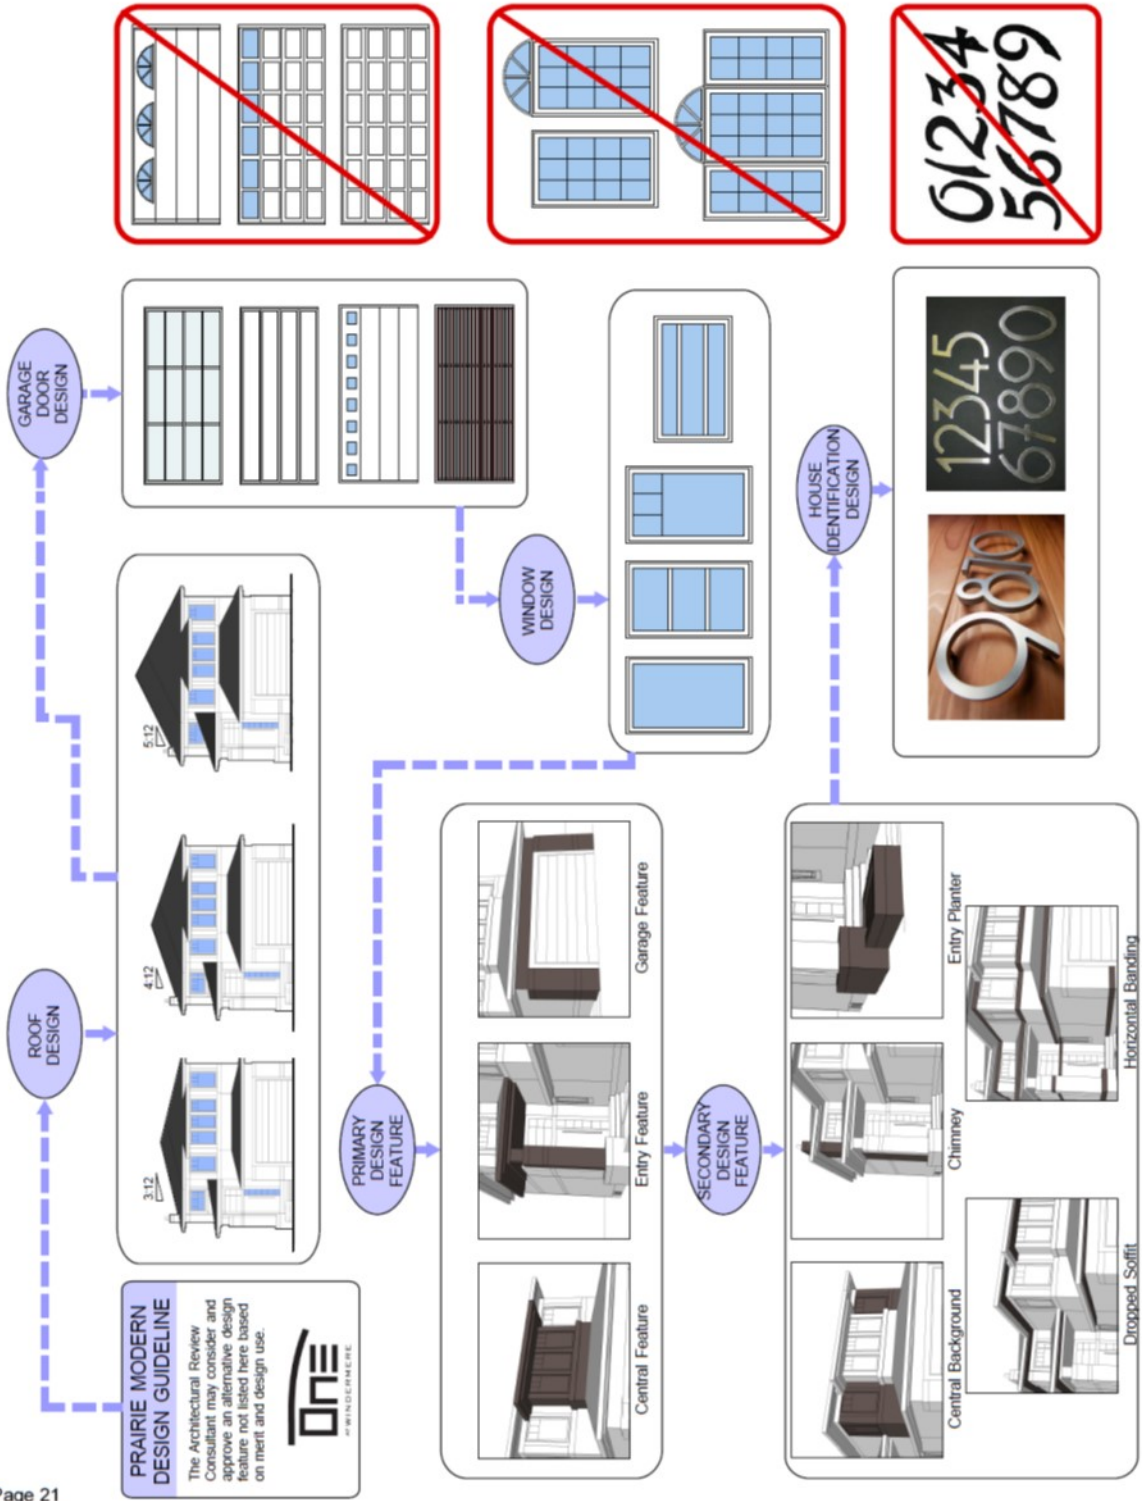 Page 21
PRAIRIE MODERN
DESIGN GUIDELINE
The Architectural Review
Consultant may consider and
approve an alternative design
feature not listed here based
on merit and design use.
ONE
AT WINDERMERE
ROOF
DESIGN
3:12
4:12
5:12
GARAGE
DOOR
DESIGN
WINDOW
DESIGN
PRIMARY
DESIGN
FEATURE
Central Feature
Entry Feature
Garage Feature
SECONDARY
DESIGN
FEATURE
Central Background
Chimney
Entry Planter
Dropped Soffit
Horizontal Banding
HOUSE
IDENTIFICATION
DESIGN
9870
12345
67890
01234
56789